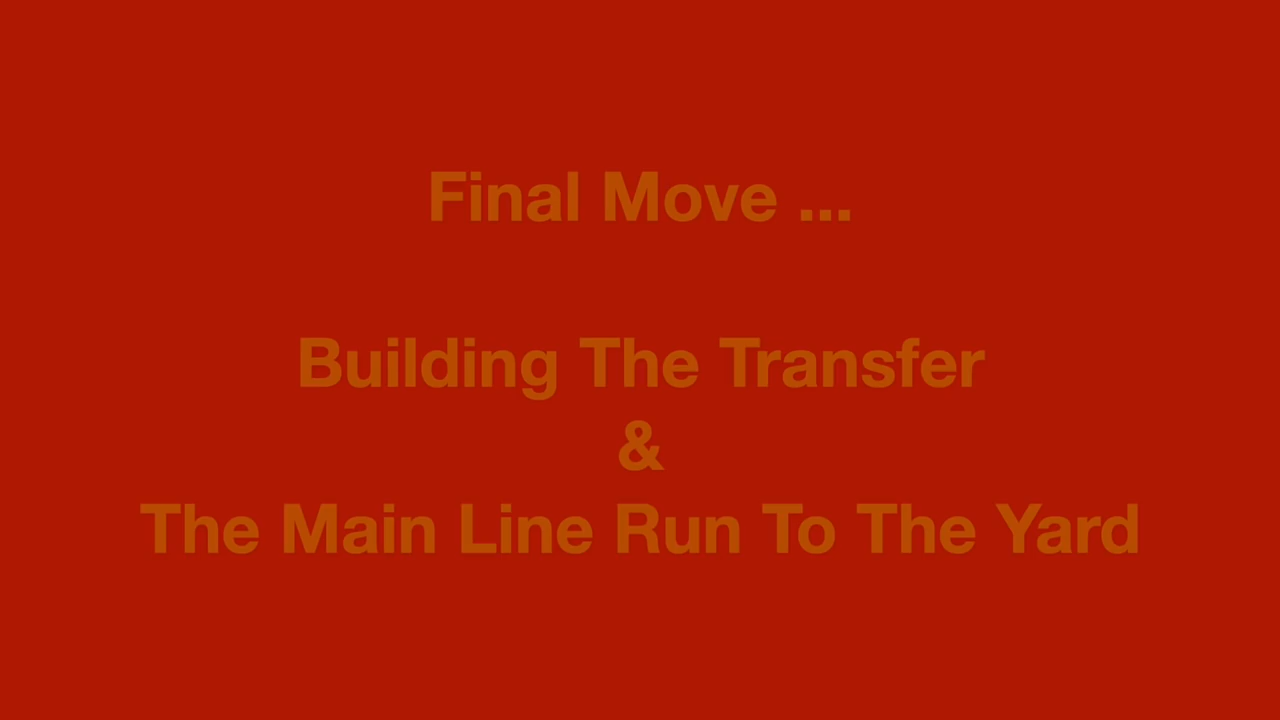 Final Move ...
Building The Transfer
&
The Main Line Run To The Yard